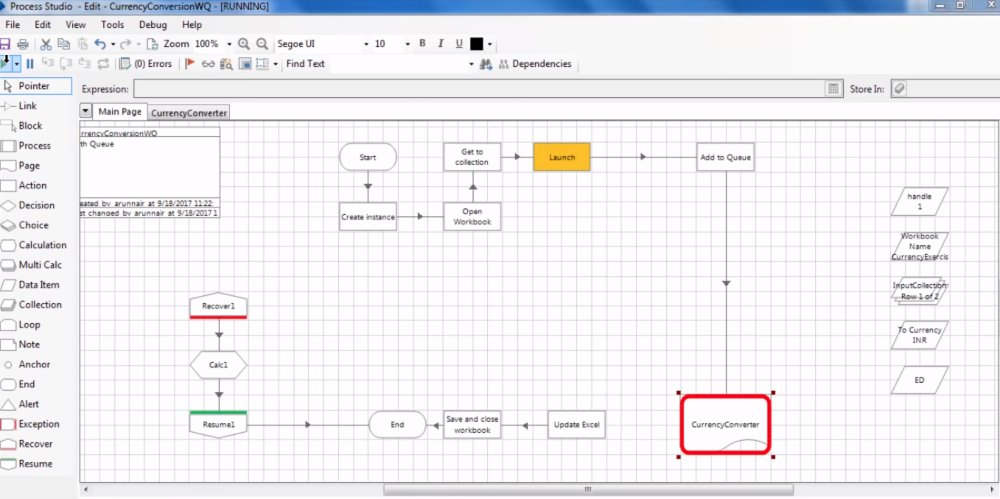 Process Studio - Edit - CurrencyConversionWQ - [RUNNING]
File Edit View Tools Debug Help
Zoom 100% Segoe UI 10 B I U
(0) Errors Find Text Dependencies
Pointer
Link
Block
Process
Page
Action
Decision
Choice
Calculation
Multi Calc
Data Item
Collection
Loop
Note
Anchor
End
Alert
Exception
Recover
Resume
Expression: Store In:
Main Page CurrencyConverter
rrencyConversionWQ
th Queue
eated by arunnair at 9/18/2017 11:22:
st changed by arunnair at 9/18/2017 1
Start
Create instance
Open
Workbook
Get to
collection
Launch
Add to Queue
CurrencyConverter
Update Excel
Save and close
workbook
End
Recover1
Calc1
Resume1
handle
1
Workbook
Name
CurrencyExercis
InputCollection
Row 1 of 2
To Currency
INR
ED